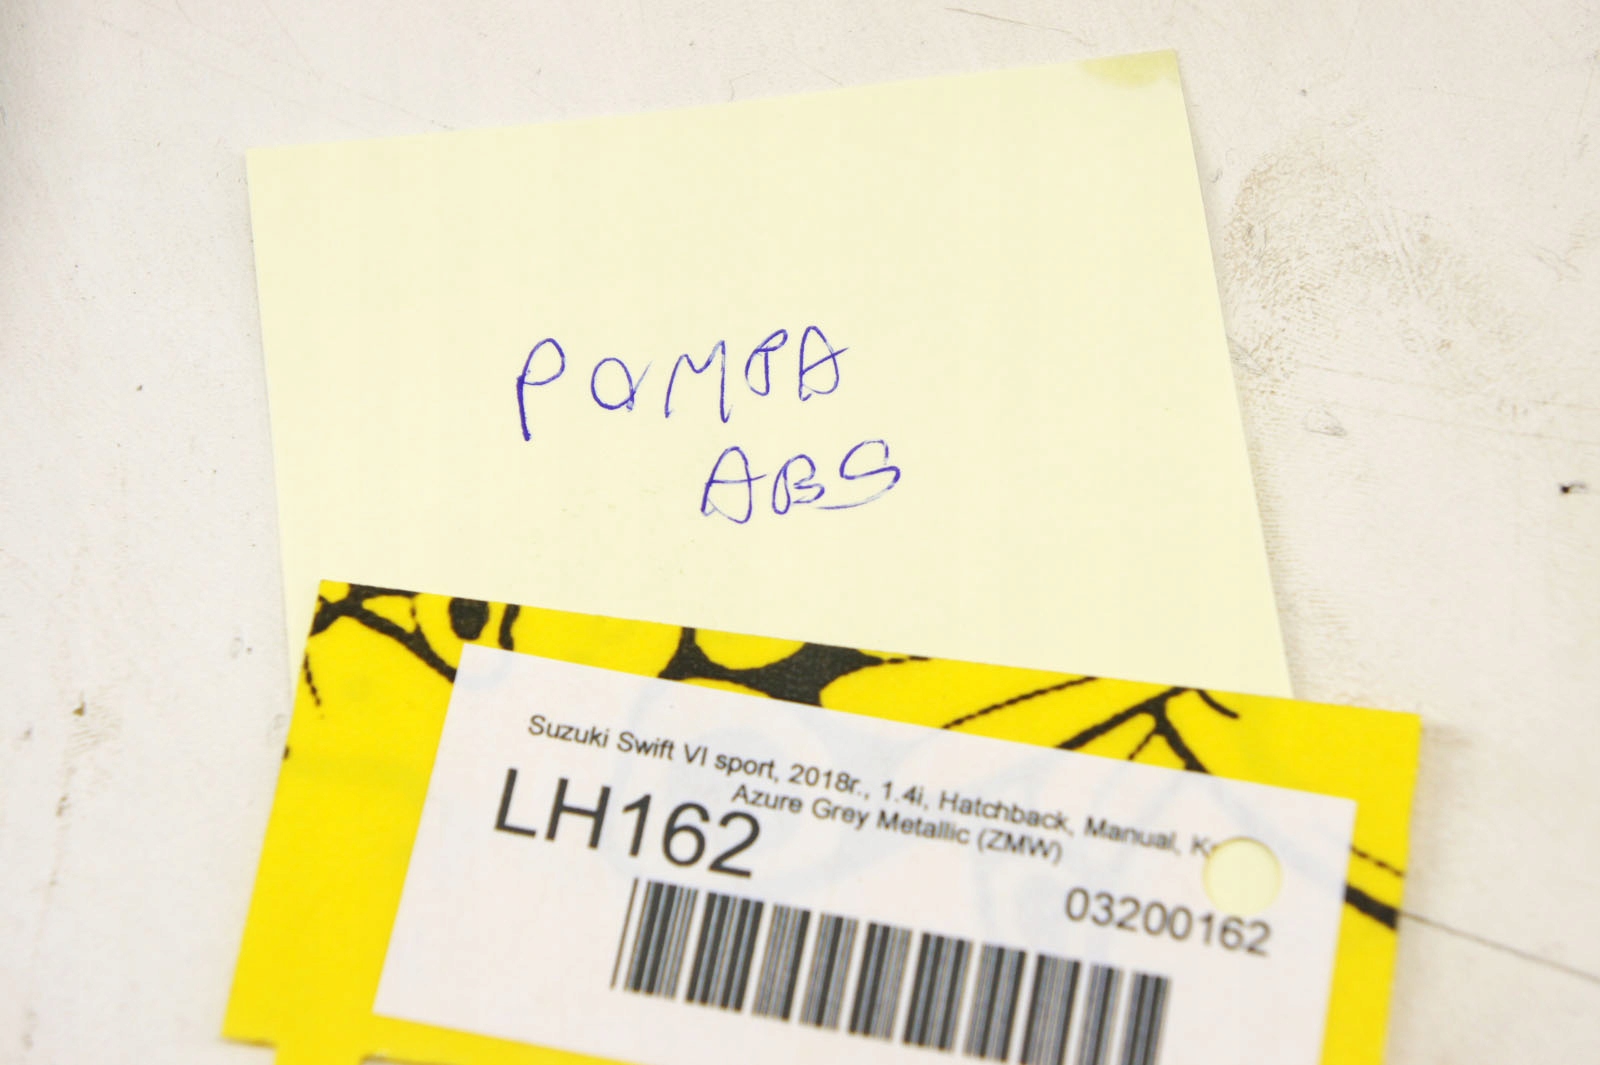 POMPA
ABS
Suzuki Swift VI sport, 2018r., 1.4i, Hatchback, Manual,
Azure Grey Metallic (ZMW)
LH162
03200162